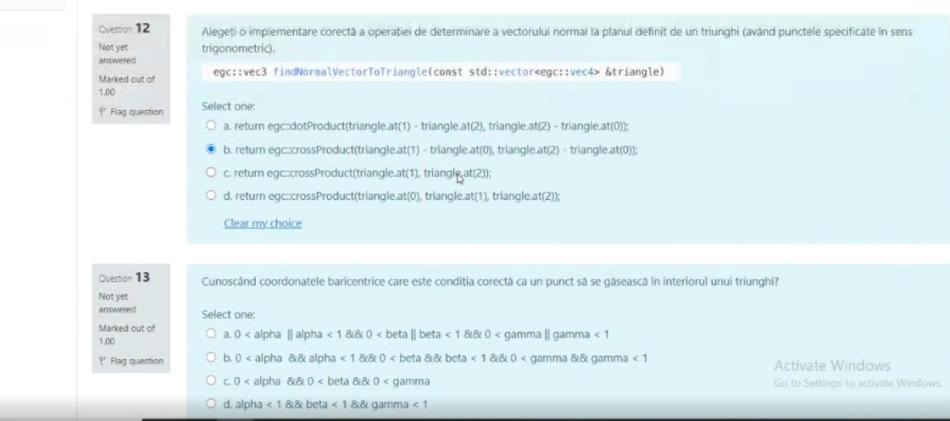 Question 12
Not yet
answered
Marked out of
1.00
Flag question
Alegeți o implementare corectă a operației de determinare a vectorului normal la planul definit de un triunghi (având punctele specificate în sens
trigonometric).
egc::vec3 findNormalVectorToTriangle(const std::vector<egc::vec4> &triangle)
Select one:
a. return egc::dotProduct(triangle.at(1) - triangle.at(2), triangle.at(2) - triangle.at(0));
b. return egc::crossProduct(triangle.at(1) - triangle.at(0), triangle.at(2) - triangle.at(0));
c. return egc::crossProduct(triangle.at(1), triangle.at(2));
d. return egc::crossProduct(triangle.at(0), triangle.at(1), triangle.at(2));
Clear my choice
Question 13
Not yet
answered
Marked out of
1.00
Flag question
Cunoscând coordonatele baricentrice care este condiția corectă ca un punct să se găsească în interiorul unui triunghi?
Select one:
a. 0 < alpha || alpha < 1 && 0 < beta || beta < 1 && 0 < gamma || gamma < 1
b. 0 < alpha && alpha < 1 && 0 < beta && beta < 1 && 0 < gamma && gamma < 1
c. 0 < alpha && 0 < beta && 0 < gamma
d. alpha < 1 && beta < 1 && gamma < 1
Activate Windows
Go to Settings to activate Windows.